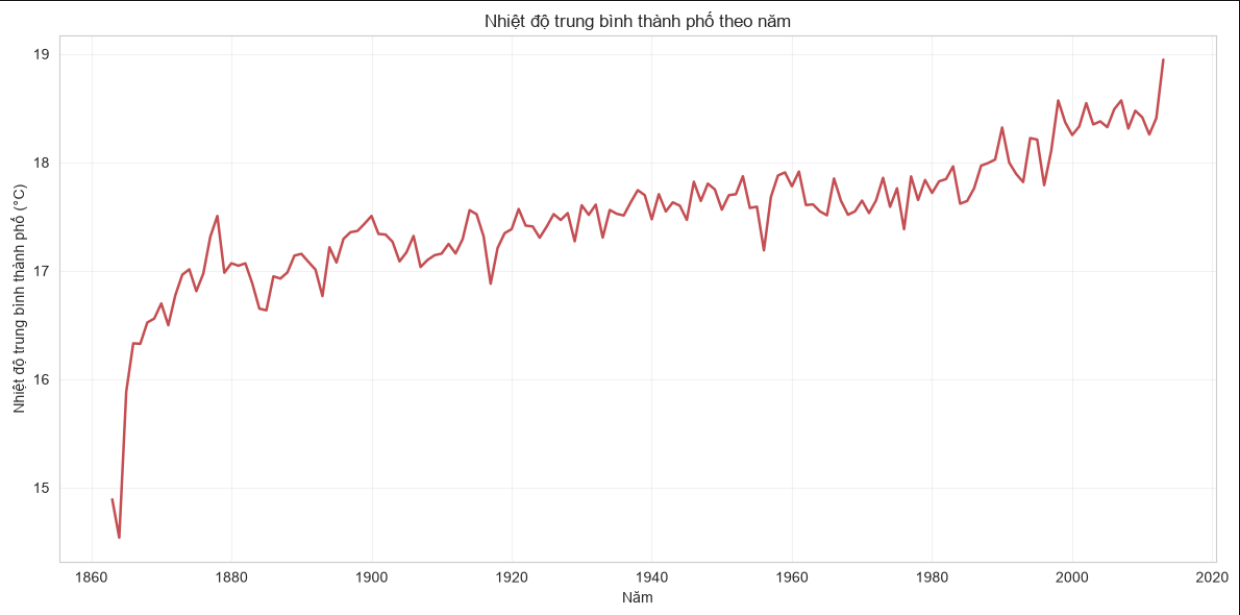 Nhiệt độ trung bình thành phố theo năm
Nhiệt độ trung bình thành phố (°C)
19
18
17
16
15
1860 1880 1900 1920 1940 1960 1980 2000 2020
Năm